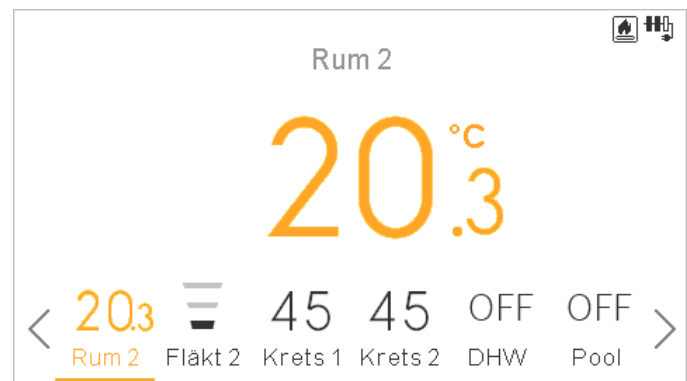 Rum 2
20.3 °C
20.3 45 45 OFF OFF
Rum 2 Fläkt 2 Krets 1 Krets 2 DHW Pool